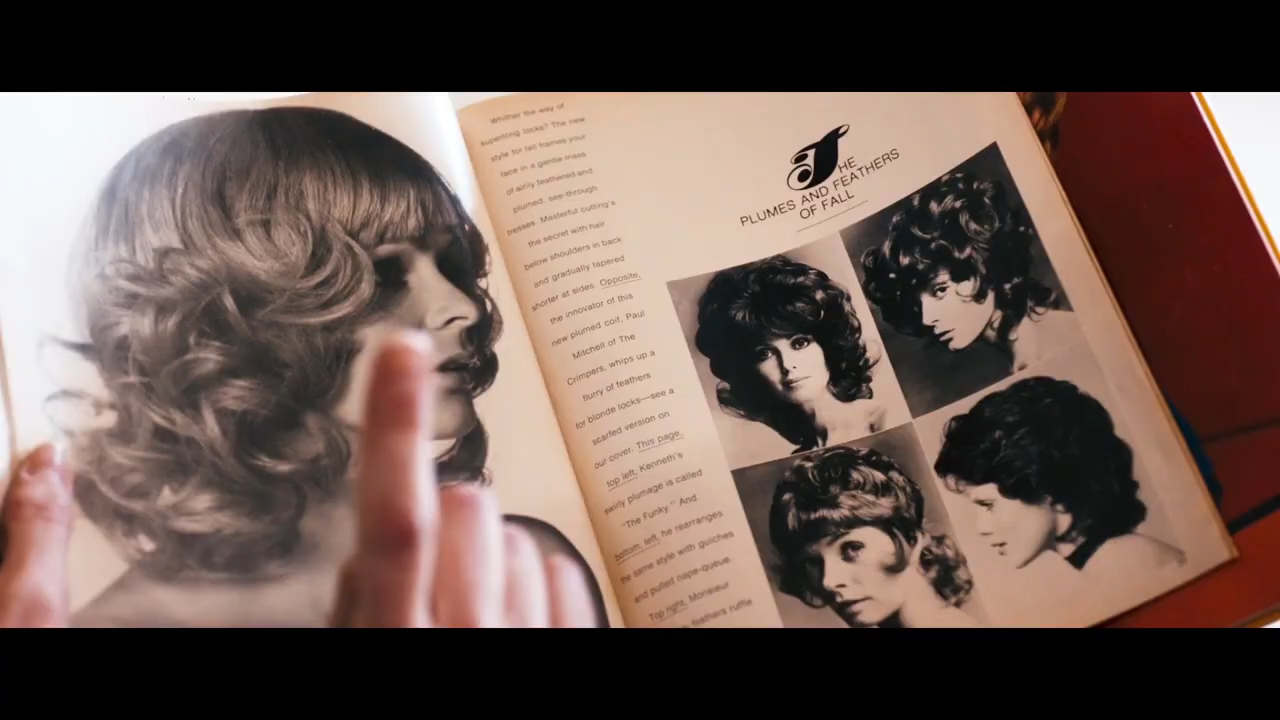 Whither the way of
superlong locks? The new
style for fall frames your
face in a gentle mass
of airily feathered and
plumed, see-through
tresses. Masterful cutting's
the secret with hair
below shoulders in back
and gradually tapered
shorter at sides. Opposite,
the innovator of this
new plumed coif, Paul
Mitchell of The
Crimpers, whips up a
flurry of feathers
for blonde locks—see a
scarfed version on
our cover. This page,
top left, Kenneth's
swirly plumage is called
"The Funky." And,
bottom, left, he rearranges
the same style with guiches
and pulled nape-queue.
Top right, Monsieur
feathers ruffle
THE
PLUMES AND FEATHERS
OF FALL